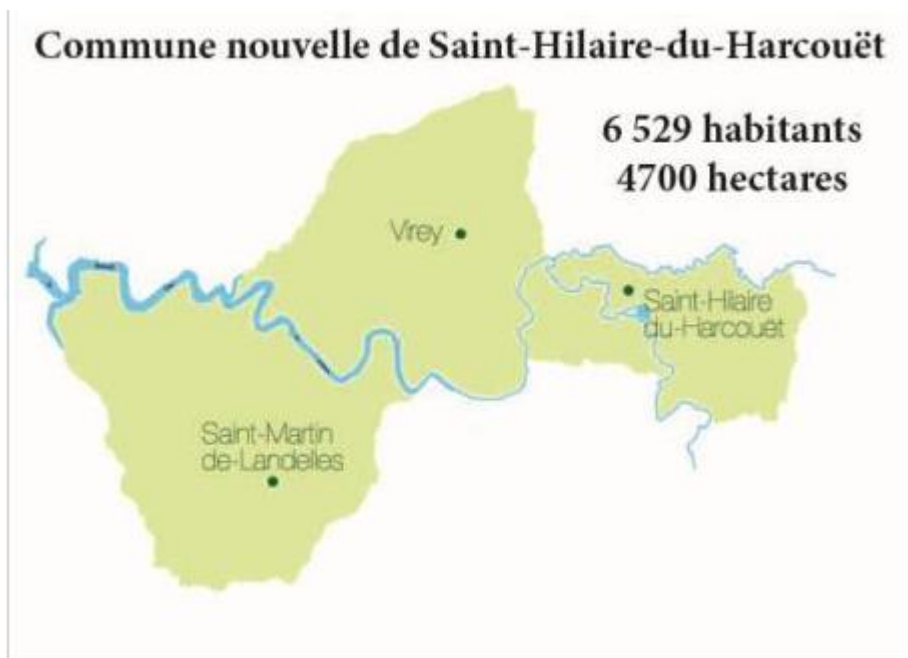 Commune nouvelle de Saint-Hilaire-du-Harcouët
6 529 habitants
4700 hectares
Virey
Saint-Hilaire
du-Harcouët
Saint-Martin
de-Landelles